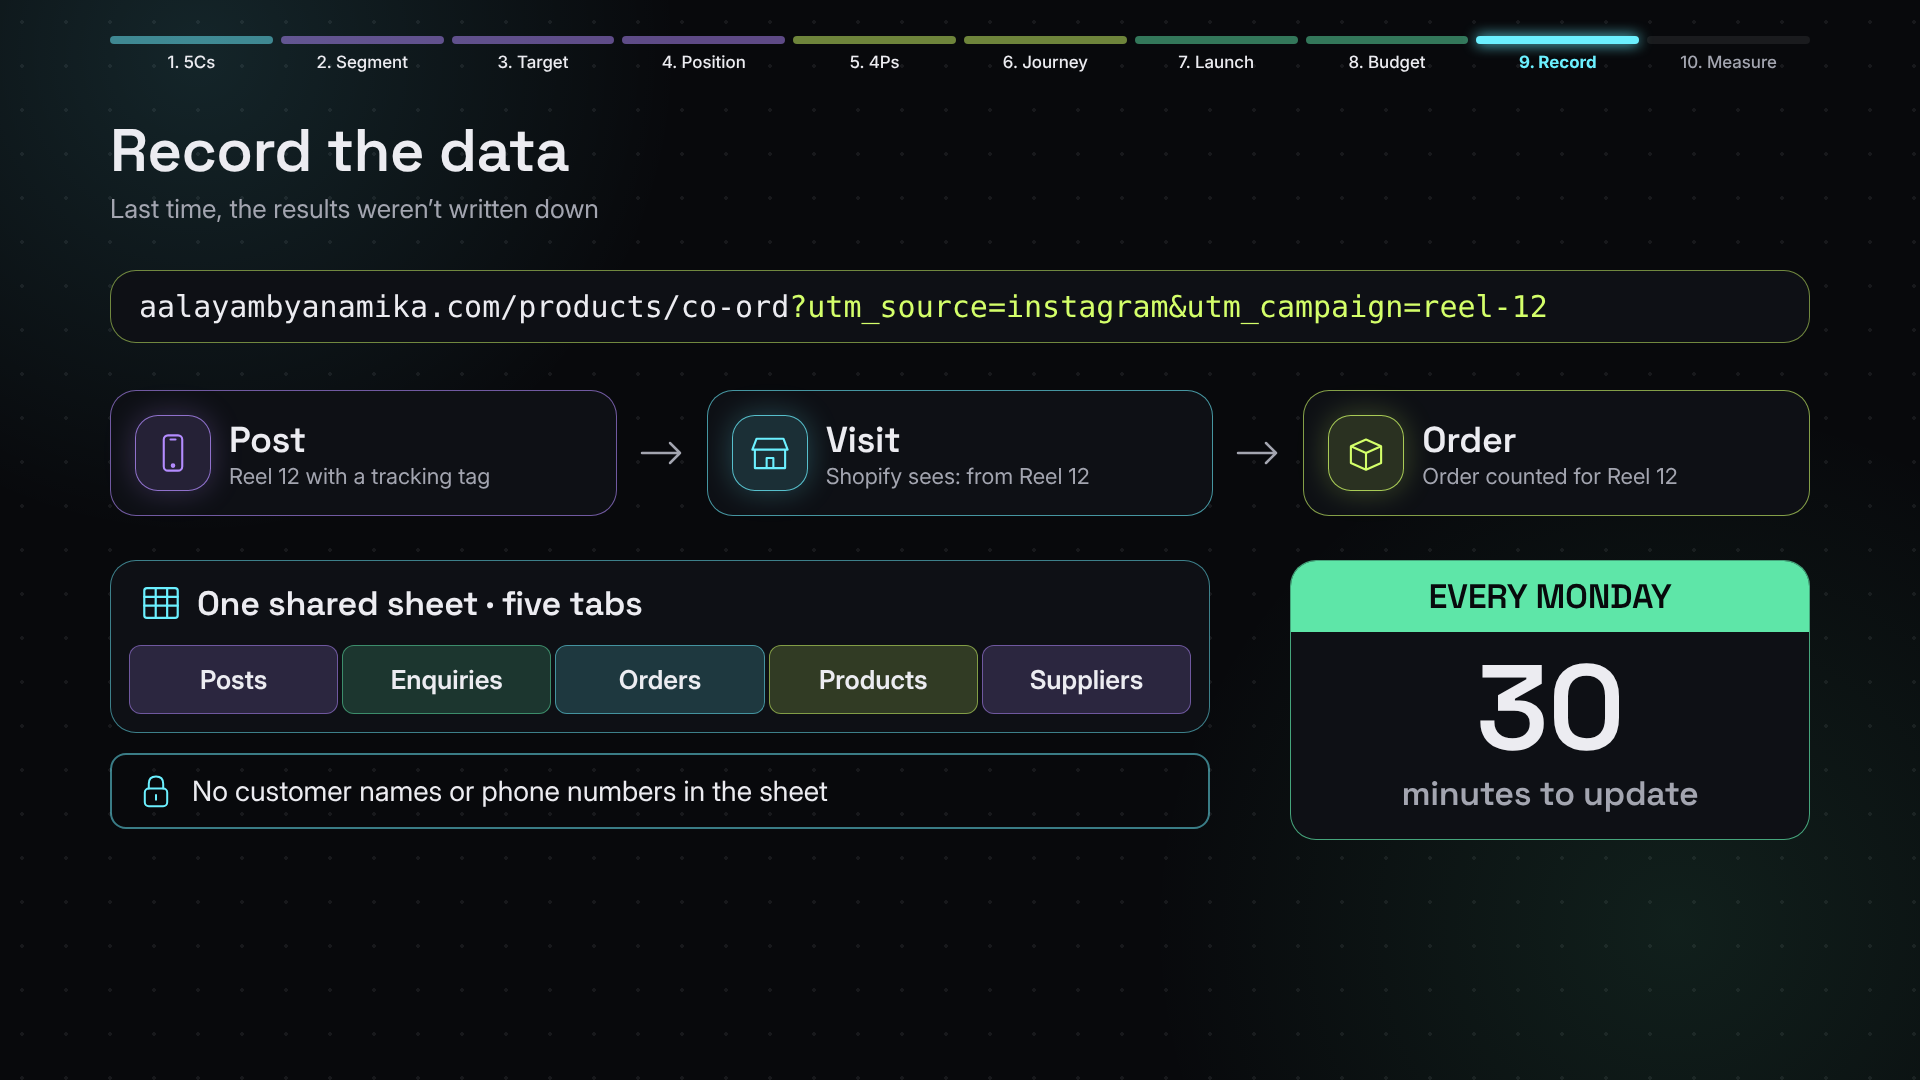 1. 5Cs
2. Segment
3. Target
4. Position
5. 4Ps
6. Journey
7. Launch
8. Budget
9. Record
10. Measure
Record the data
Last time, the results weren’t written down
aalayambyanamika.com/products/co-ord?utm_source=instagram&utm_campaign=reel-12
Post
Reel 12 with a tracking tag
Visit
Shopify sees: from Reel 12
Order
Order counted for Reel 12
One shared sheet · five tabs
Posts
Enquiries
Orders
Products
Suppliers
No customer names or phone numbers in the sheet
EVERY MONDAY
30
minutes to update